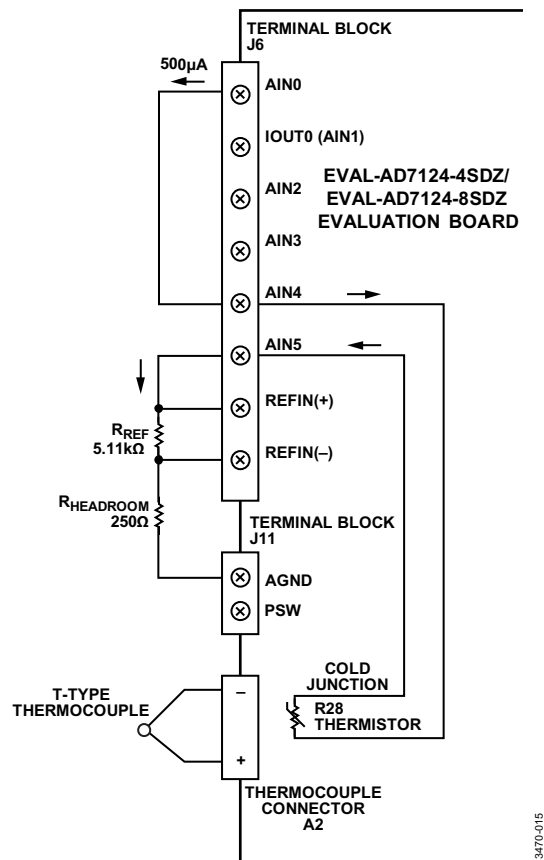 TERMINAL BLOCK
J6
500µA
AIN0
IOUT0 (AIN1)
EVAL-AD7124-4SDZ/
EVAL-AD7124-8SDZ
EVALUATION BOARD
AIN2
AIN3
AIN4
AIN5
REFIN(+)
RREF
5.11kΩ
REFIN(–)
RHEADROOM
250Ω
TERMINAL BLOCK
J11
AGND
PSW
COLD
JUNCTION
R28
THERMISTOR
T-TYPE
THERMOCOUPLE
–
+
THERMOCOUPLE
CONNECTOR
A2
3470-015